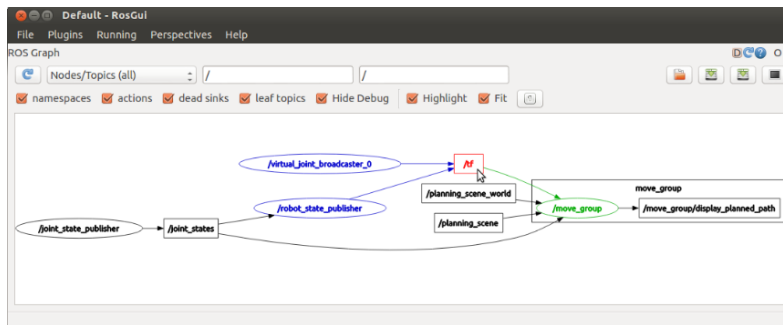 Default - RosGui
File Plugins Running Perspectives Help
ROS Graph D O
Nodes/Topics (all) / /
namespaces actions dead sinks leaf topics Hide Debug Highlight Fit
/virtual_joint_broadcaster_0 /tf
move_group
/planning_scene_world
/robot_state_publisher /move_group /move_group/display_planned_path
/planning_scene
/joint_state_publisher /joint_states